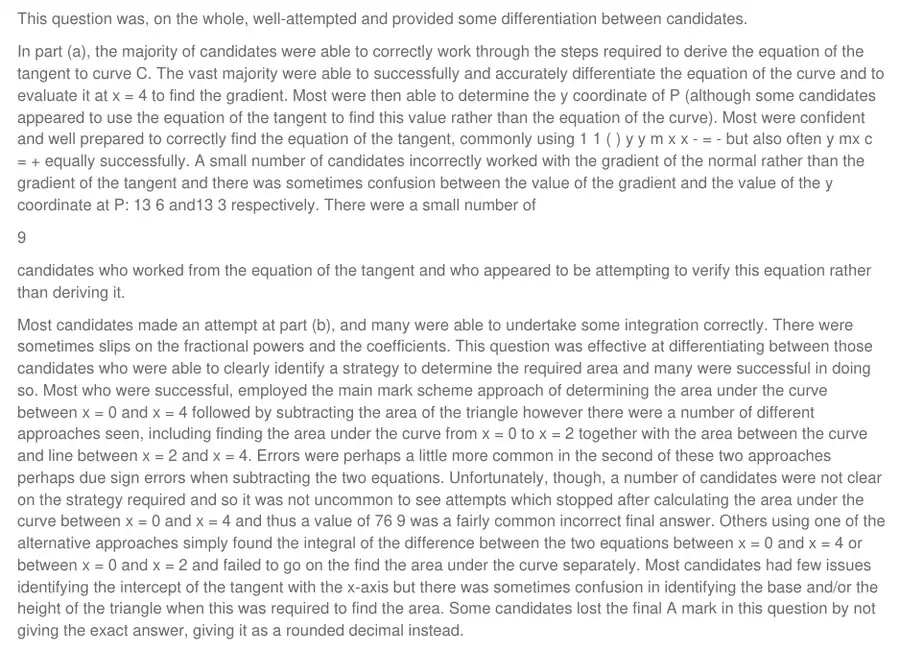 This question was, on the whole, well-attempted and provided some differentiation between candidates.
In part (a), the majority of candidates were able to correctly work through the steps required to derive the equation of the
tangent to curve C. The vast majority were able to successfully and accurately differentiate the equation of the curve and to
evaluate it at x = 4 to find the gradient. Most were then able to determine the y coordinate of P (although some candidates
appeared to use the equation of the tangent to find this value rather than the equation of the curve). Most were confident
and well prepared to correctly find the equation of the tangent, commonly using 1 1 ( ) y y m x x - = - but also often y mx c
= + equally successfully. A small number of candidates incorrectly worked with the gradient of the normal rather than the
gradient of the tangent and there was sometimes confusion between the value of the gradient and the value of the y
coordinate at P: 13 6 and13 3 respectively. There were a small number of
9
candidates who worked from the equation of the tangent and who appeared to be attempting to verify this equation rather
than deriving it.
Most candidates made an attempt at part (b), and many were able to undertake some integration correctly. There were
sometimes slips on the fractional powers and the coefficients. This question was effective at differentiating between those
candidates who were able to clearly identify a strategy to determine the required area and many were successful in doing
so. Most who were successful, employed the main mark scheme approach of determining the area under the curve
between x = 0 and x = 4 followed by subtracting the area of the triangle however there were a number of different
approaches seen, including finding the area under the curve from x = 0 to x = 2 together with the area between the curve
and line between x = 2 and x = 4. Errors were perhaps a little more common in the second of these two approaches
perhaps due sign errors when subtracting the two equations. Unfortunately, though, a number of candidates were not clear
on the strategy required and so it was not uncommon to see attempts which stopped after calculating the area under the
curve between x = 0 and x = 4 and thus a value of 76 9 was a fairly common incorrect final answer. Others using one of the
alternative approaches simply found the integral of the difference between the two equations between x = 0 and x = 4 or
between x = 0 and x = 2 and failed to go on the find the area under the curve separately. Most candidates had few issues
identifying the intercept of the tangent with the x-axis but there was sometimes confusion in identifying the base and/or the
height of the triangle when this was required to find the area. Some candidates lost the final A mark in this question by not
giving the exact answer, giving it as a rounded decimal instead.